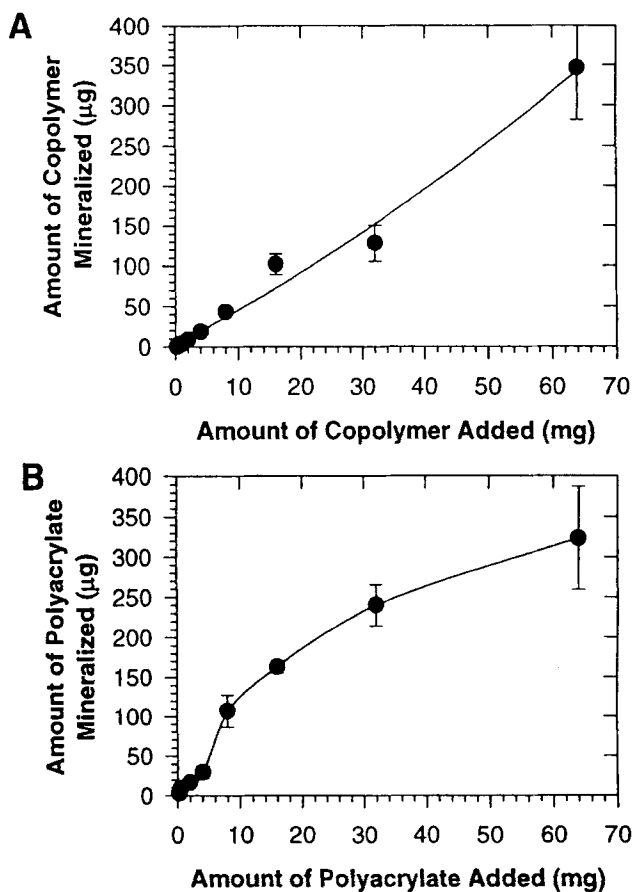 A
Amount of Copolymer
Mineralized (µg)
400
350
300
250
200
150
100
50
0
0 10 20 30 40 50 60 70
Amount of Copolymer Added (mg)
B
Amount of Polyacrylate
Mineralized (µg)
400
350
300
250
200
150
100
50
0
0 10 20 30 40 50 60 70
Amount of Polyacrylate Added (mg)